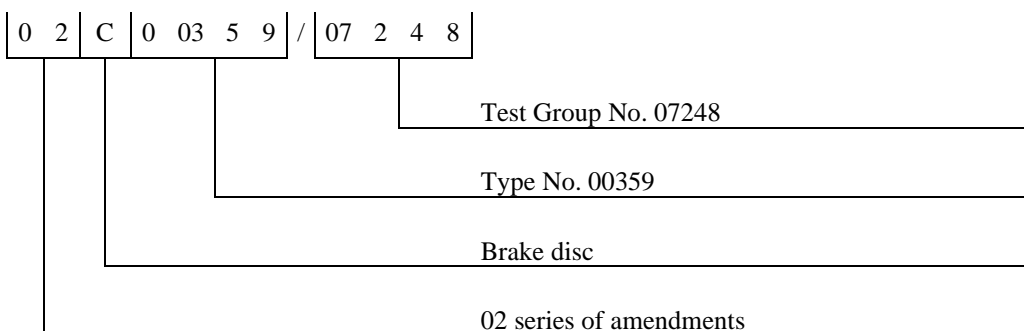 0 2 C 0 03 5 9 / 07 2 4 8
Test Group No. 07248
Type No. 00359
Brake disc
02 series of amendments